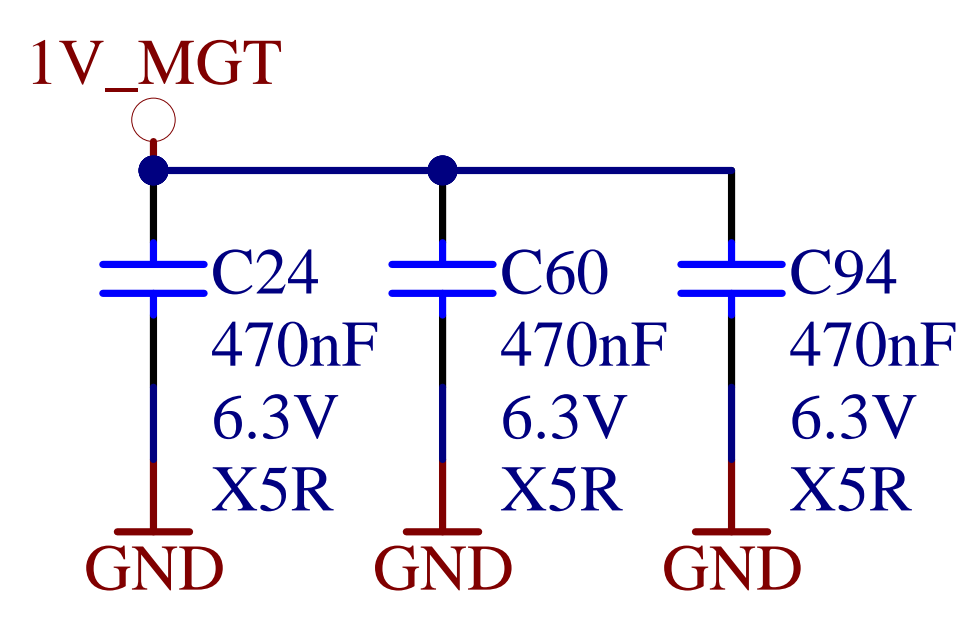 1V_MGT
C24
470nF
6.3V
X5R
GND
C60
470nF
6.3V
X5R
GND
C94
470nF
6.3V
X5R
GND